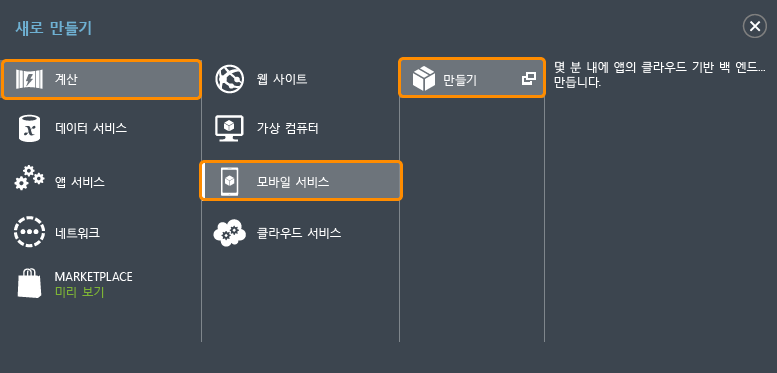 새로 만들기
계산
데이터 서비스
앱 서비스
네트워크
MARKETPLACE
미리 보기
웹 사이트
가상 컴퓨터
모바일 서비스
클라우드 서비스
만들기
몇 분 내에 앱의 클라우드 기반 백 엔드...
만듭니다.